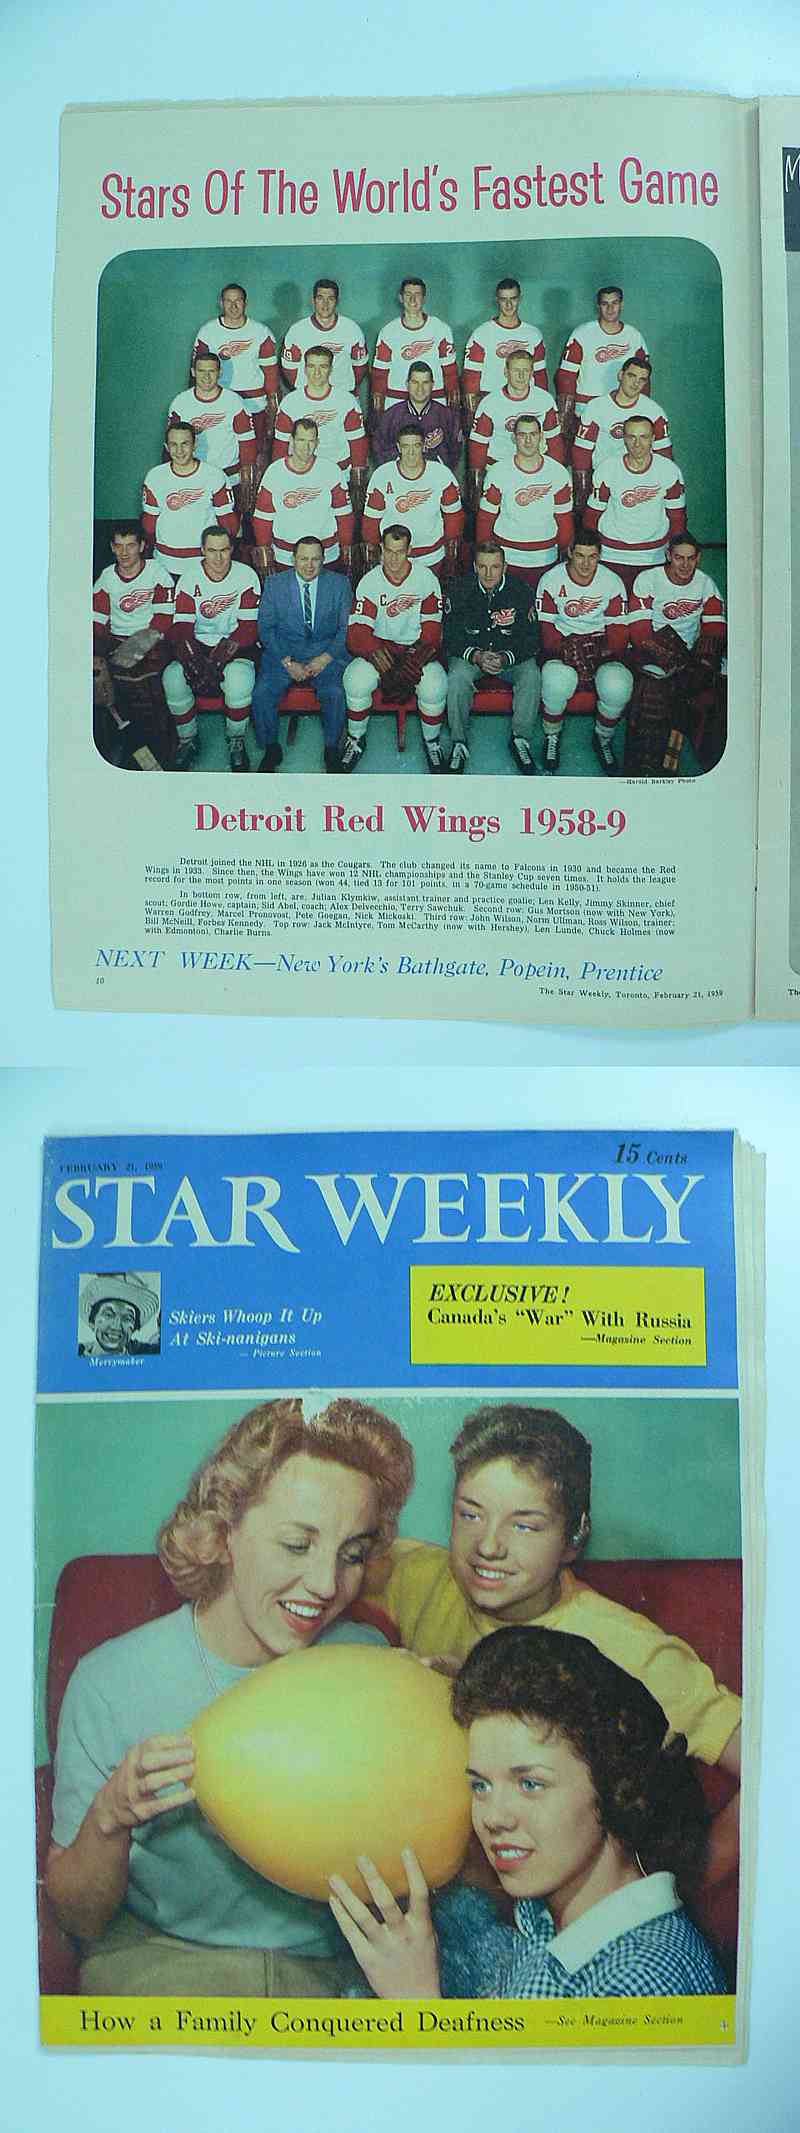 Stars Of The World's Fastest Game
—Harold Barkley Photo
Detroit Red Wings 1958-9
Detroit joined the NHL in 1926 as the Cougars. The club changed its name to Falcons in 1930 and became the Red
Wings in 1933. Since then, the Wings have won 12 NHL championships and the Stanley Cup seven times. It holds the league
record for the most points in one season (won 44, tied 13 for 101 points, in a 70-game schedule in 1950-51).
In bottom row, from left, are: Julian Klymkiw, assistant trainer and practice goalie; Len Kelly, Jimmy Skinner, chief
scout; Gordie Howe, captain; Sid Abel, coach; Alex Delvecchio, Terry Sawchuk. Second row: Gus Mortson (now with New York),
Warren Godfrey, Marcel Pronovost, Pete Goegan, Nick Mickoski. Third row: John Wilson, Norm Ullman, Ross Wilson, trainer;
Bill McNeill, Forbes Kennedy. Top row: Jack McIntyre, Tom McCarthy (now with Hershey), Len Lunde, Chuck Holmes (now
with Edmonton), Charlie Burns.
NEXT WEEK—New York's Bathgate, Popein, Prentice
10
The Star Weekly, Toronto, February 21, 1959
FEBRUARY 21, 1959
15 Cents
STAR WEEKLY
Skiers Whoop It Up
At Ski-nanigans
— Picture Section
Merrymaker
EXCLUSIVE!
Canada's "War" With Russia
—Magazine Section
How a Family Conquered Deafness —See Magazine Section